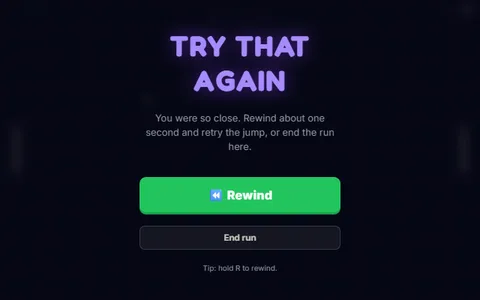 TRY THAT
AGAIN
You were so close. Rewind about one
second and retry the jump, or end the run
here.
⏪ Rewind
End run
Tip: hold R to rewind.